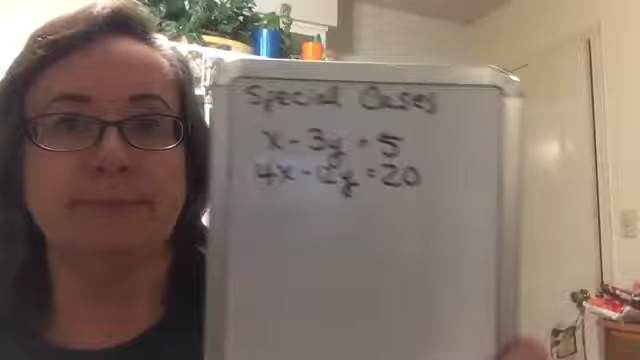 Special Cases
x - 3y = 5
4x - 12y = 20